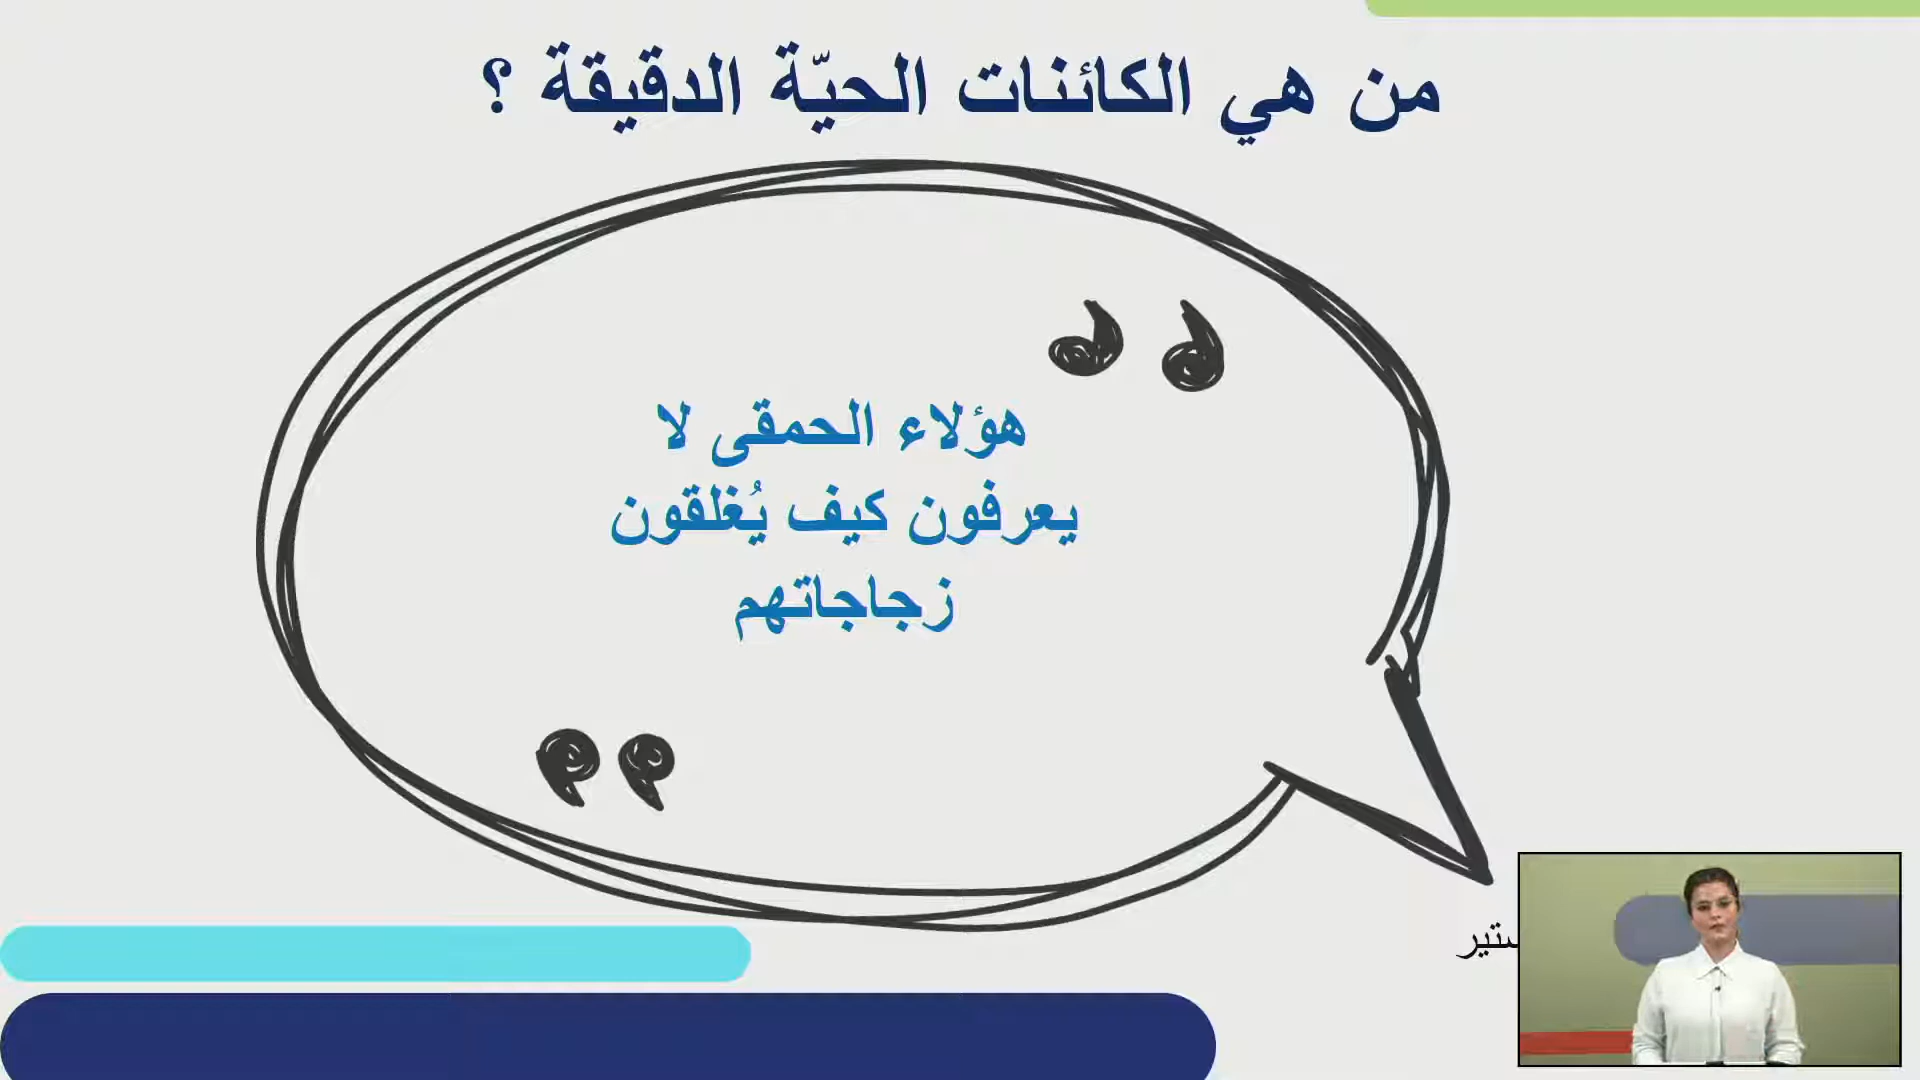 من هي الكائنات الحيّة الدقيقة ؟
هؤلاء الحمقى لا
يعرفون كيف يُغلقون
زجاجاتهم